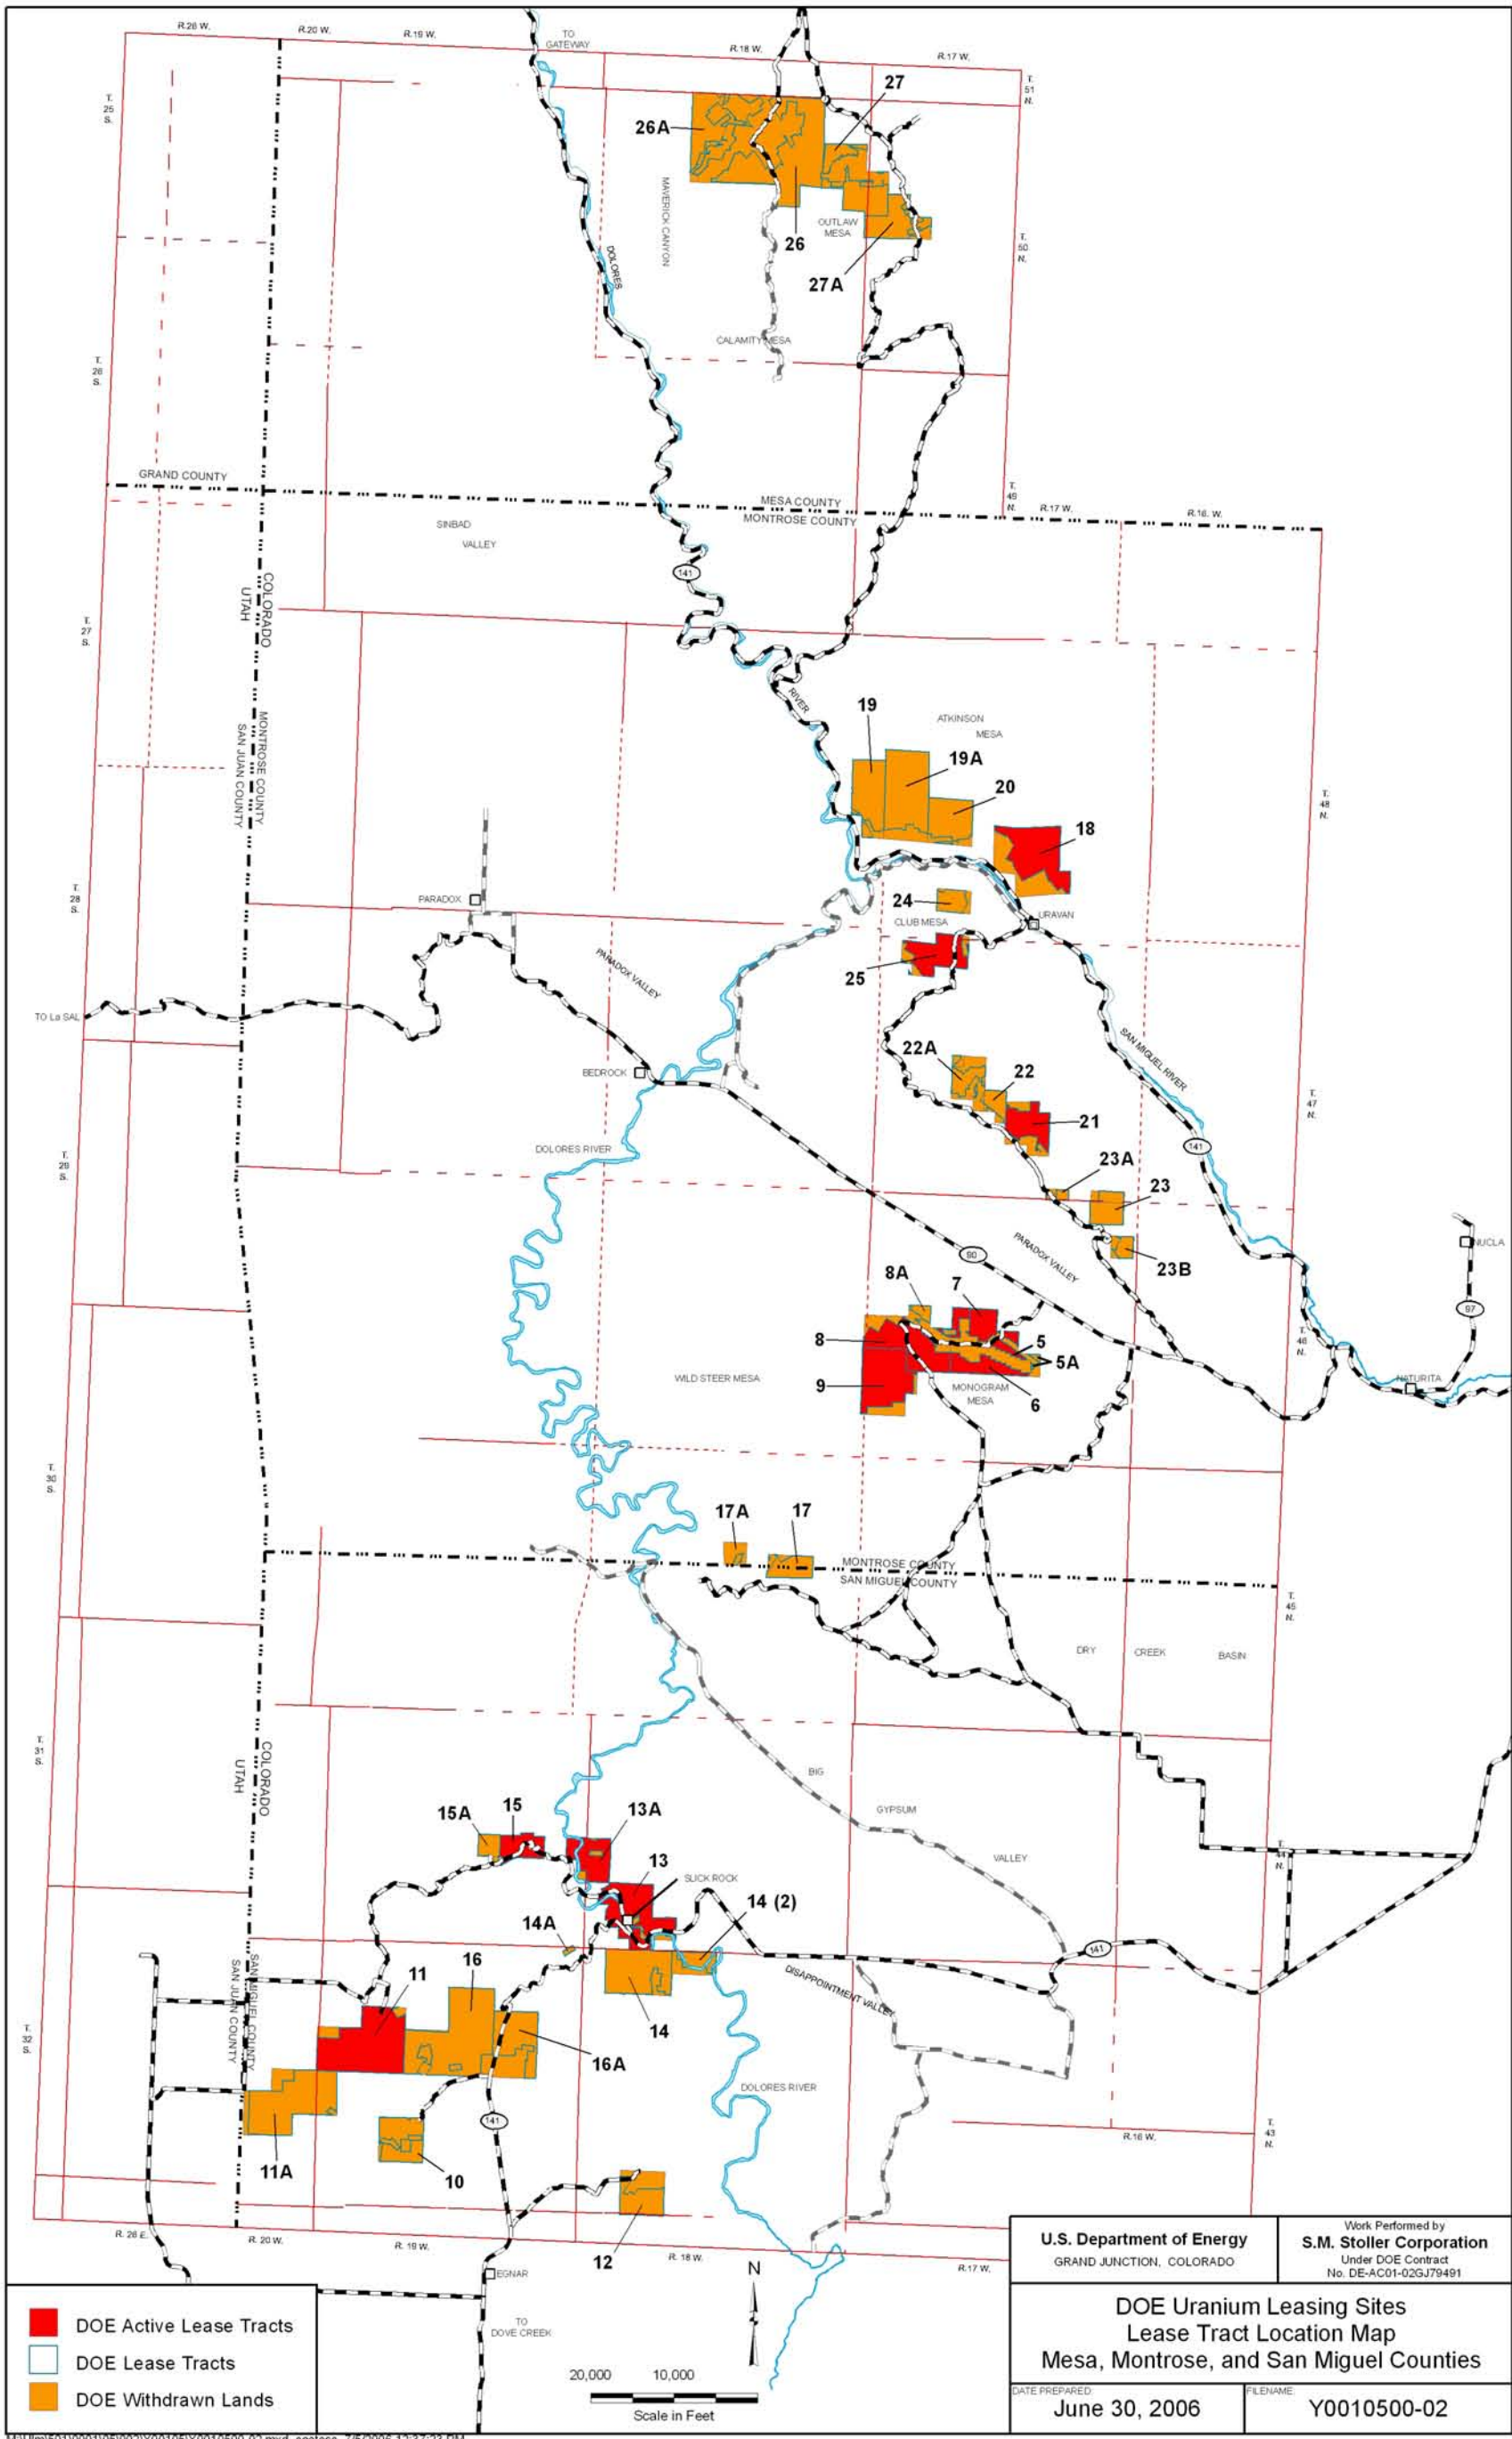 R.26 W.
R.20 W.
R.19 W.
TO
GATEWAY
R.18 W.
R.17 W.
T.
25
S.
T.
51
N.
27
26A
MAVERICK CANYON
OUTLAW
MESA
26
27A
T.
50
N.
DOLORES
CALAMITY MESA
T.
26
S.
GRAND COUNTY
MESA COUNTY
MONTROSE COUNTY
T.
49
N.
R.17 W.
R.16. W.
SINBAD
VALLEY
141
COLORADO
UTAH
T.
27
S.
RIVER
19
ATKINSON
MESA
19A
20
MONTROSE COUNTY
SAN JUAN COUNTY
T.
48
N.
18
PARADOX
T.
28
S.
24
CLUB MESA
URAVAN
25
PARADOX VALLEY
TO La SAL
SAN MIGUEL RIVER
22A
22
BEDROCK
21
T.
47
N.
DOLORES RIVER
141
T.
29
S.
23A
23
PARADOX VALLEY
90
23B
NUCLA
8A
7
97
8
5
5A
T.
46
N.
WILD STEER MESA
9
MONOGRAM
MESA
6
NATURITA
T.
30
S.
17A
17
MONTROSE COUNTY
SAN MIGUEL COUNTY
T.
45
N.
DRY
CREEK
BASIN
T.
31
S.
COLORADO
UTAH
BIG
GYPSUM
VALLEY
15A
15
13A
T.
44
N.
13
SLICK ROCK
14 (2)
14A
141
SAN MIGUEL COUNTY
SAN JUAN COUNTY
11
16
DISAPPOINTMENT VALLEY
T.
32
S.
14
16A
DOLORES RIVER
141
T.
43
N.
R.16 W.
11A
10
R. 26 E.
R. 20 W.
R. 19 W.
12
R. 18 W.
R.17 W.
EGNAR
N
TO
DOVE CREEK
DOE Active Lease Tracts
DOE Lease Tracts
DOE Withdrawn Lands
20,000
10,000
Scale in Feet
U.S. Department of Energy
GRAND JUNCTION, COLORADO
Work Performed by
S.M. Stoller Corporation
Under DOE Contract
No. DE-AC01-02GJ79491
DOE Uranium Leasing Sites
Lease Tract Location Map
Mesa, Montrose, and San Miguel Counties
DATE PREPARED:
June 30, 2006
FILENAME:
Y0010500-02